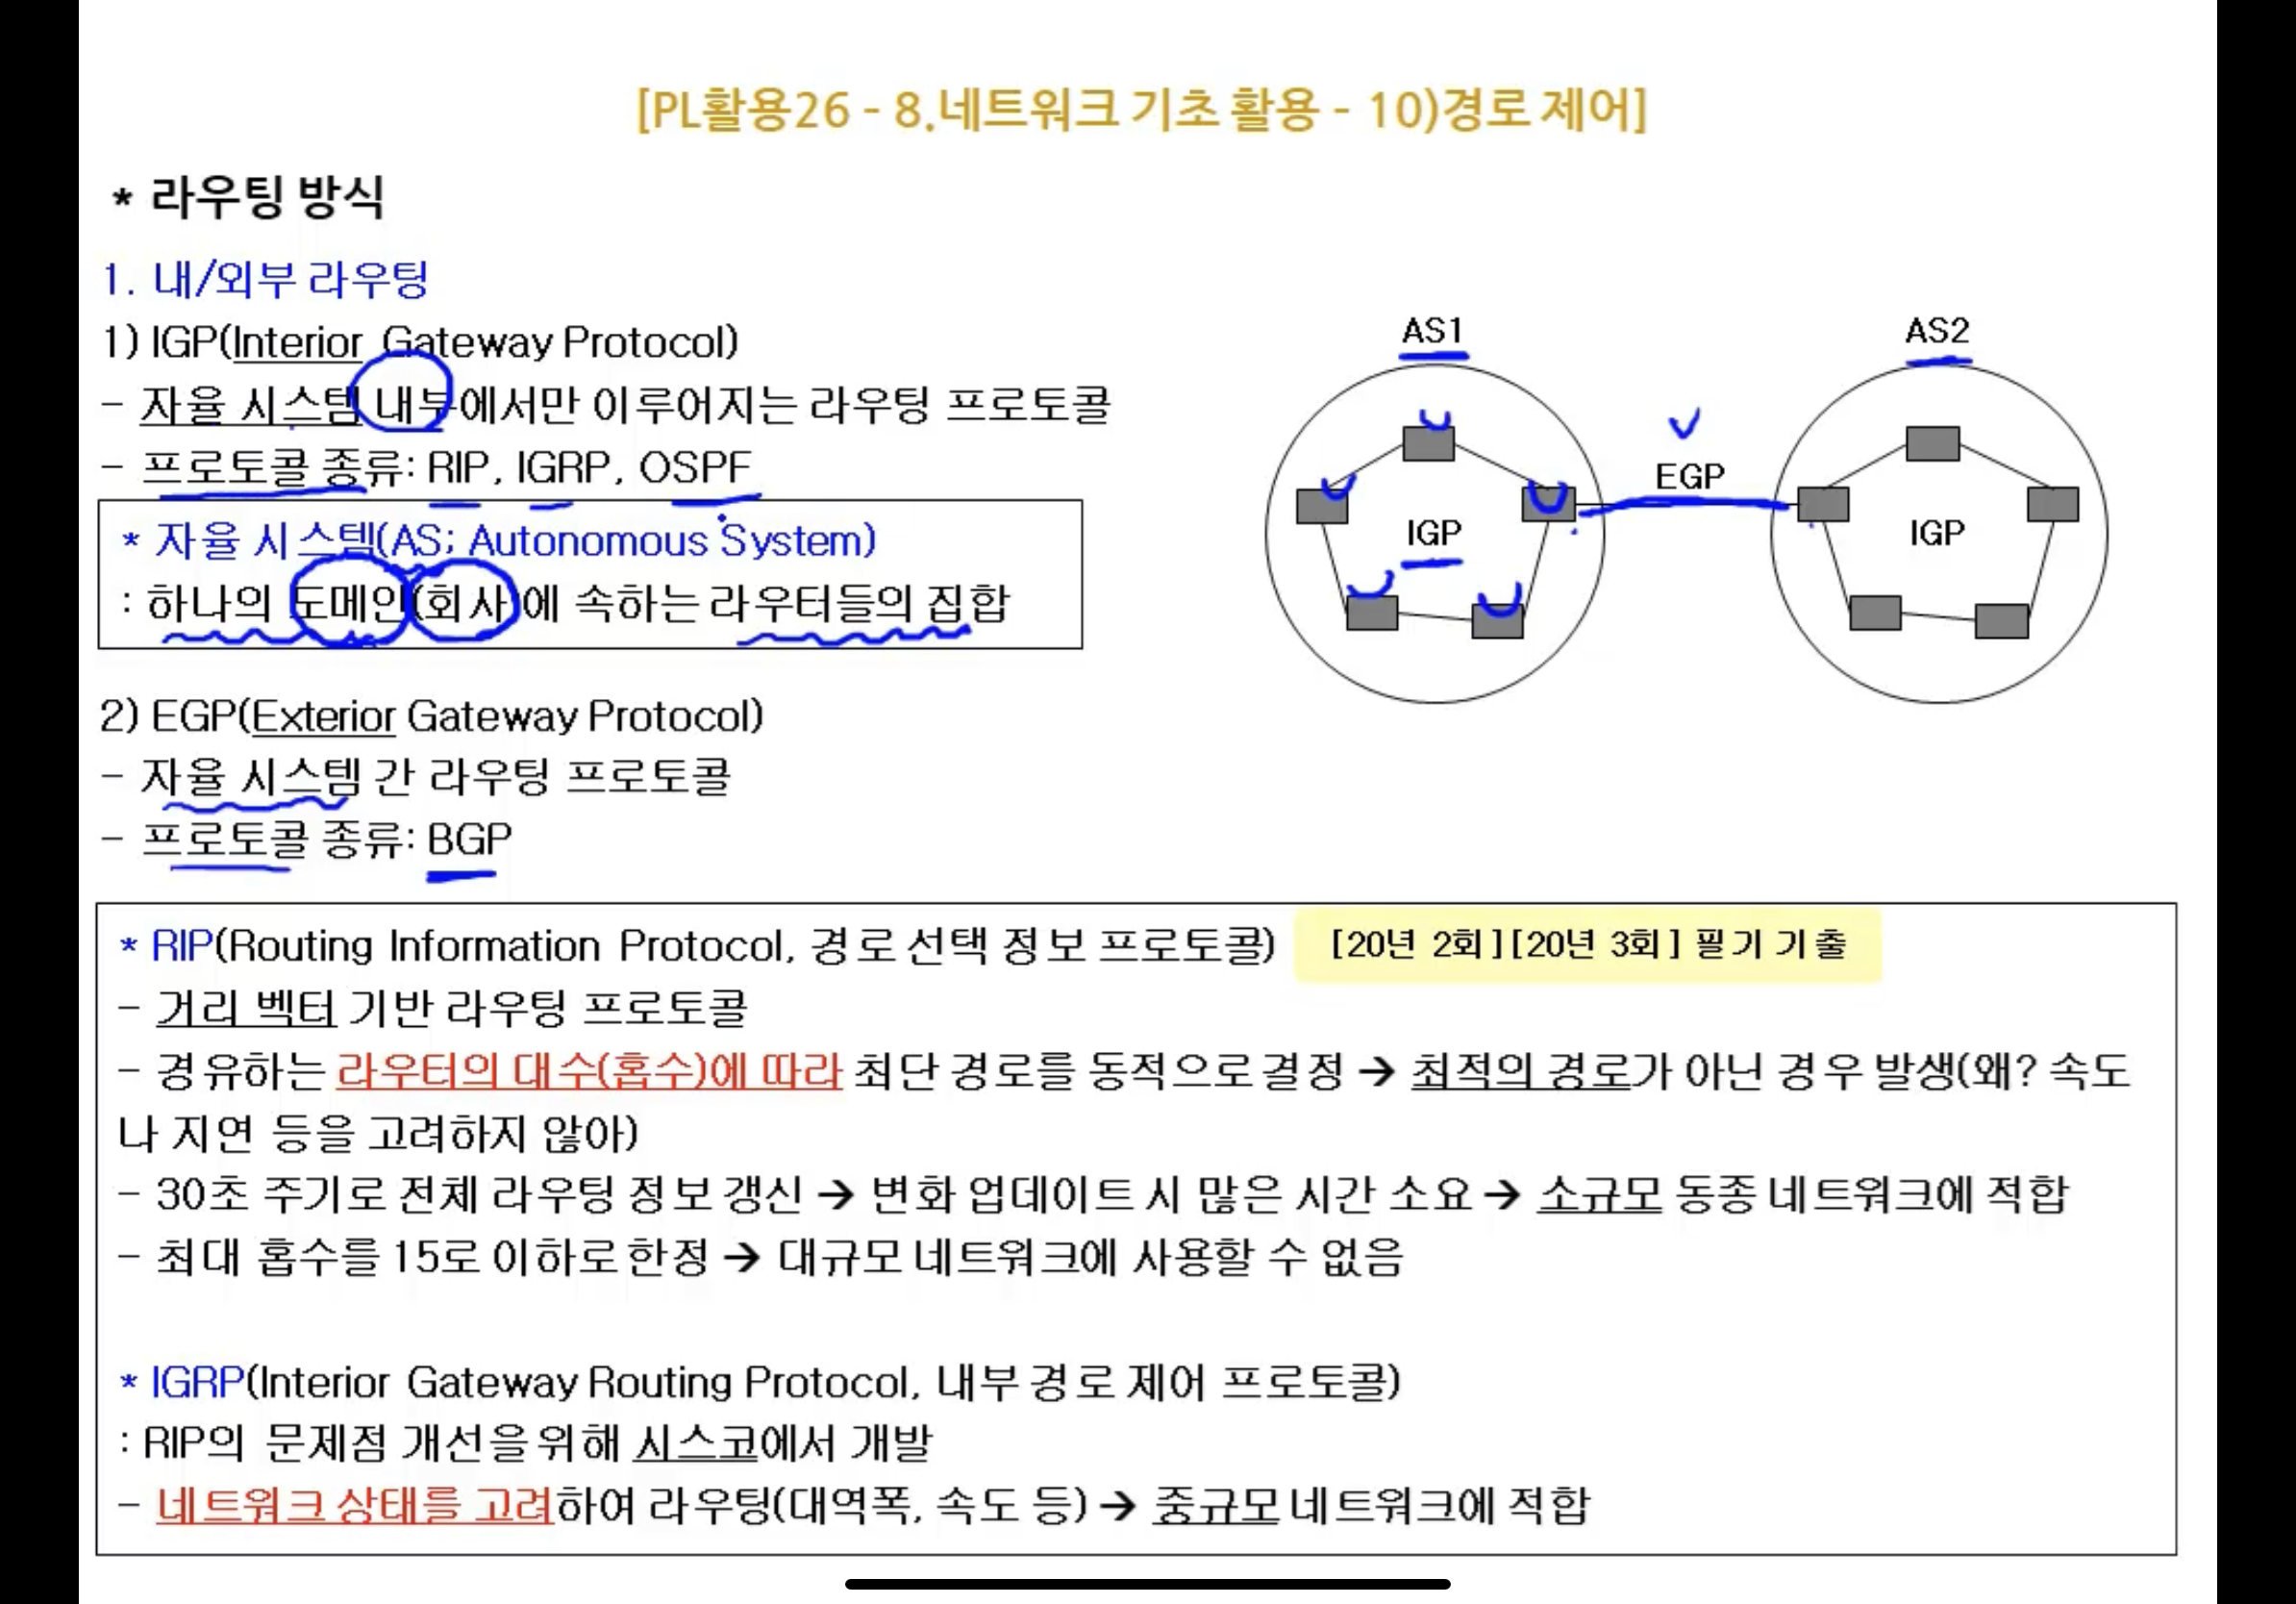 [PL활용26 - 8.네트워크 기초 활용 - 10)경로 제어]
* 라우팅 방식
1. 내/외부 라우팅
1) IGP(Interior Gateway Protocol)
- 자율 시스템 내부에서만 이루어지는 라우팅 프로토콜
- 프로토콜 종류: RIP, IGRP, OSPF
* 자율 시스템(AS; Autonomous System)
: 하나의 도메인(회사)에 속하는 라우터들의 집합
2) EGP(Exterior Gateway Protocol)
- 자율 시스템 간 라우팅 프로토콜
- 프로토콜 종류: BGP
AS1
AS2
EGP
IGP
IGP
* RIP(Routing Information Protocol, 경로 선택 정보 프로토콜)
[20년 2회][20년 3회] 필기 기출
- 거리 벡터 기반 라우팅 프로토콜
- 경유하는 라우터의 대수(홉수)에 따라 최단 경로를 동적으로 결정 → 최적의 경로가 아닌 경우 발생(왜? 속도
나 지연 등을 고려하지 않아)
- 30초 주기로 전체 라우팅 정보 갱신 → 변화 업데이트 시 많은 시간 소요 → 소규모 동종 네트워크에 적합
- 최대 홉수를 15로 이하로 한정 → 대규모 네트워크에 사용할 수 없음
* IGRP(Interior Gateway Routing Protocol, 내부 경로 제어 프로토콜)
: RIP의 문제점 개선을 위해 시스코에서 개발
- 네트워크 상태를 고려하여 라우팅(대역폭, 속도 등) → 중규모 네트워크에 적합